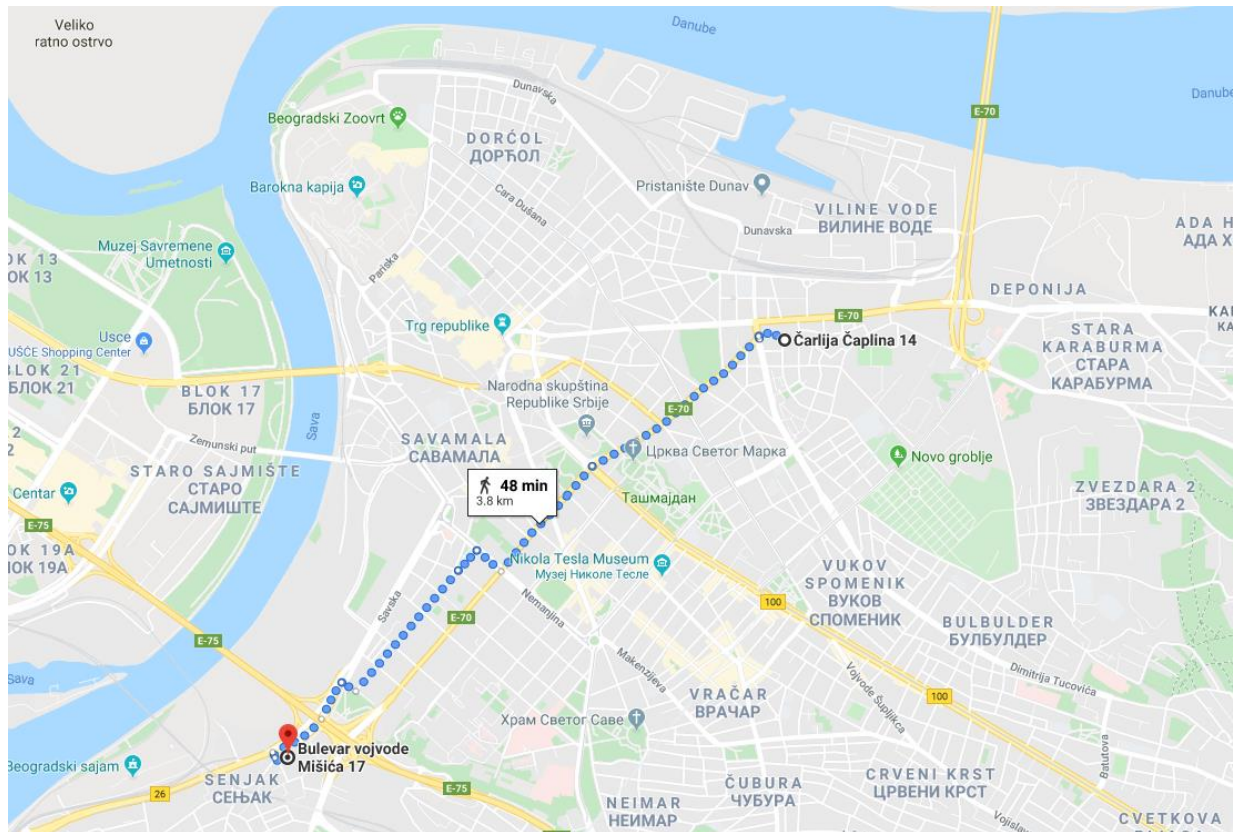 Veliko
ratno ostrvo
Danube
Danube
Dunavska
Beogradski Zoovrt
E-70
DORĆOL
ДОРЋОЛ
Barokna kapija
Cara Dušana
Pristanište Dunav
VILINE VODE
ВИЛИНЕ ВОДЕ
ADA H
АДА Х
Muzej Savremene
Umetnosti
OK 13
ОК 13
Dunavska
Pariska
DEPONIJA
Trg republike
E-70
Čarlija Čaplina 14
STARA
KARABURMA
СТАРА
КАРАБУРМА
Usce
UŠĆE Shopping Center
LOK 21
БЛОК 21
BLOK 17
БЛОК 17
Narodna skupština
Republike Srbije
E-70
Sava
SAVAMALA
САВАМАЛА
Zemunski put
Црква Светог Марка
Novo groblje
STARO SAJMIŠTE
СТАРО
САЈМИШТЕ
Centar
48 min
3.8 km
Ташмајдан
ZVEZDARA 2
ЗВЕЗДАРА 2
E-75
OK 19A
ЛОК 19А
Nikola Tesla Museum
Музеј Николе Тесле
VUKOV
SPOMENIK
ВУКОВ
СПОМЕНИК
100
Savska
Nemanjina
E-70
BULBULDER
БУЛБУЛДЕР
E-75
Makenzijeva
Dimitrija Tucovića
Sava
VRAČAR
ВРАЧАР
Vojvode Šupljikca
100
Храм Светог Саве
Bulevar vojvode
Mišića 17
Beogradski sajam
SENJAK
СЕЊАК
26
E-75
ČUBURA
ЧУБУРА
CRVENI KRST
ЦРВЕНИ КРСТ
Batutova
NEIMAR
НЕИМАР
CVETKOVA